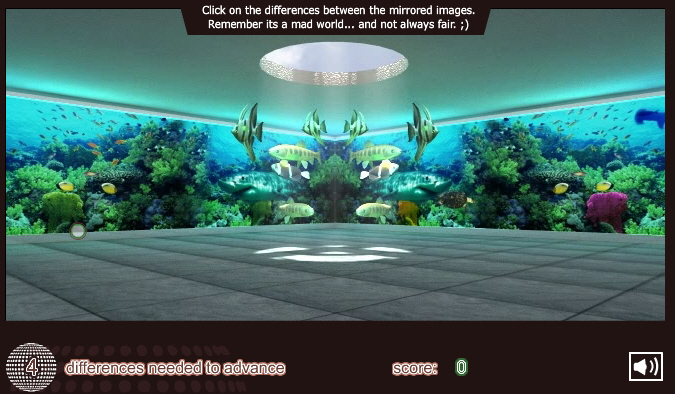 Click on the differences between the mirrored images.
Remember its a mad world... and not always fair. ;)
4 differences needed to advance
score: 0